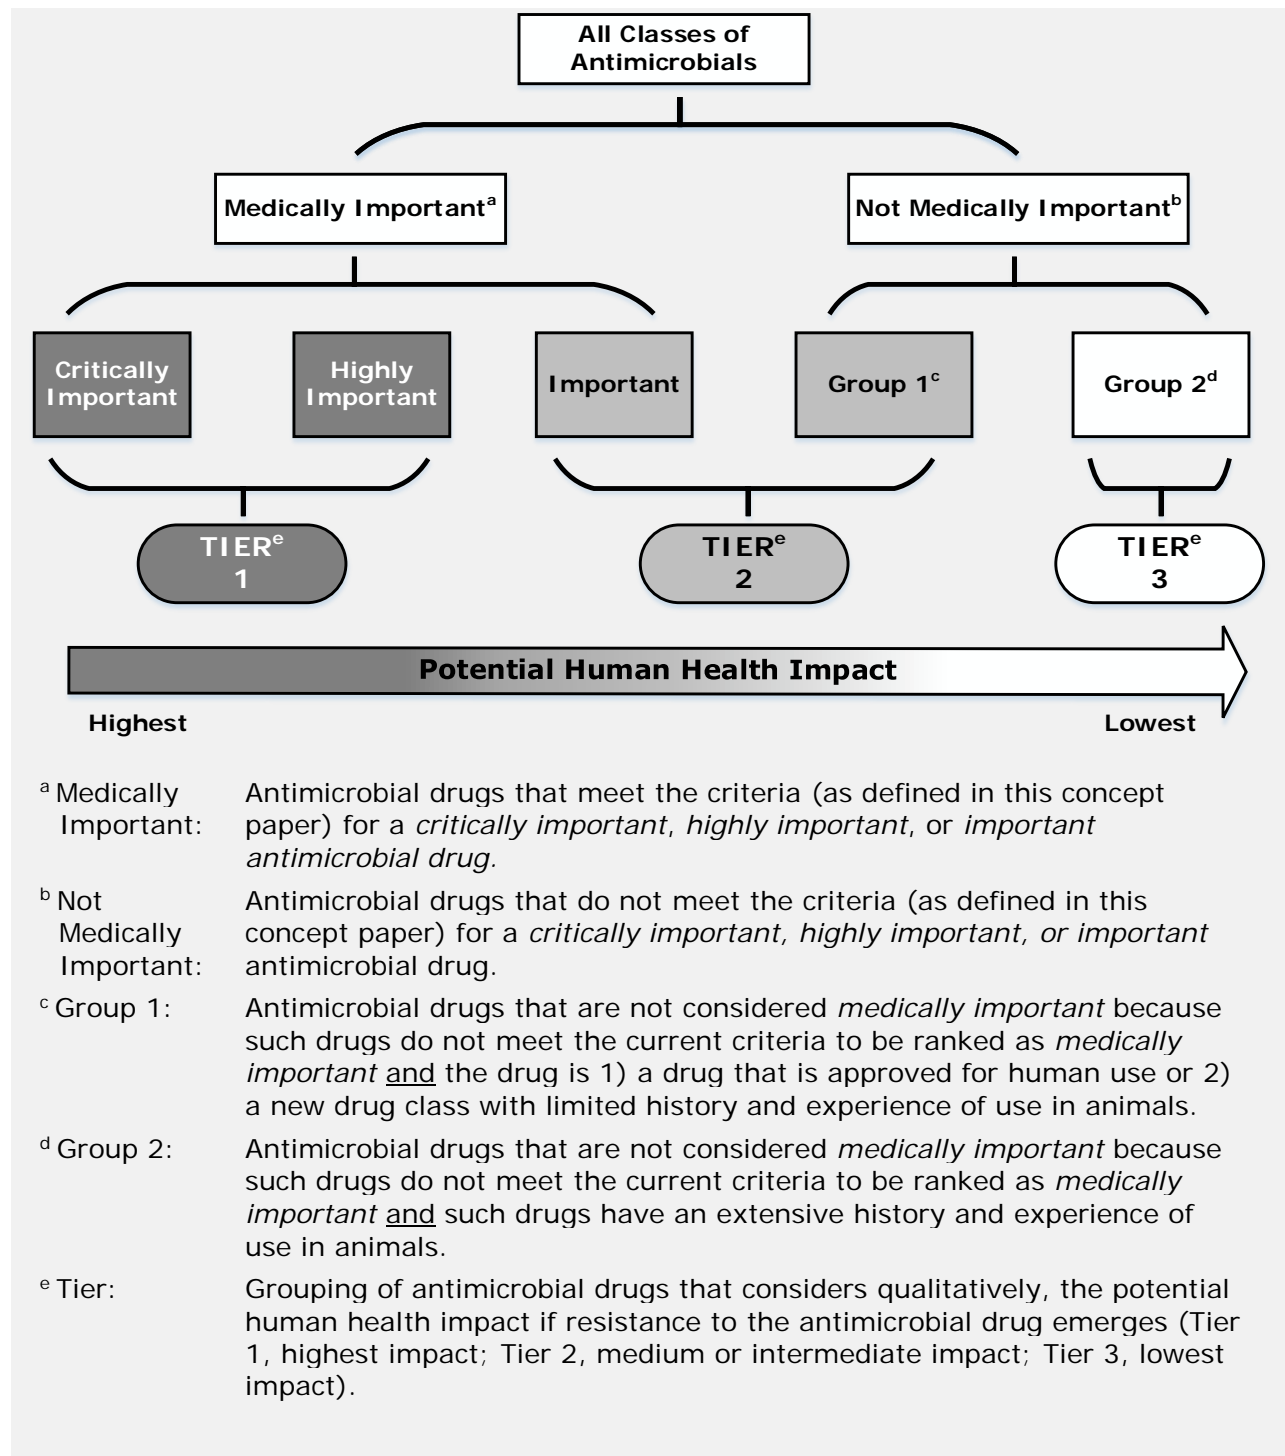 All Classes of
Antimicrobials
Medically Importantᵃ
Not Medically Importantᵇ
Critically
Important
Highly
Important
Important
Group 1ᶜ
Group 2ᵈ
TIERᵉ
1
TIERᵉ
2
TIERᵉ
3
Potential Human Health Impact
Highest
Lowest
ᵃ Medically Antimicrobial drugs that meet the criteria (as defined in this concept
Important: paper) for a critically important, highly important, or important
antimicrobial drug.
ᵇ Not Antimicrobial drugs that do not meet the criteria (as defined in this
Medically concept paper) for a critically important, highly important, or important
Important: antimicrobial drug.
ᶜ Group 1: Antimicrobial drugs that are not considered medically important because
such drugs do not meet the current criteria to be ranked as medically
important and the drug is 1) a drug that is approved for human use or 2)
a new drug class with limited history and experience of use in animals.
ᵈ Group 2: Antimicrobial drugs that are not considered medically important because
such drugs do not meet the current criteria to be ranked as medically
important and such drugs have an extensive history and experience of
use in animals.
ᵉ Tier: Grouping of antimicrobial drugs that considers qualitatively, the potential
human health impact if resistance to the antimicrobial drug emerges (Tier
1, highest impact; Tier 2, medium or intermediate impact; Tier 3, lowest
impact).